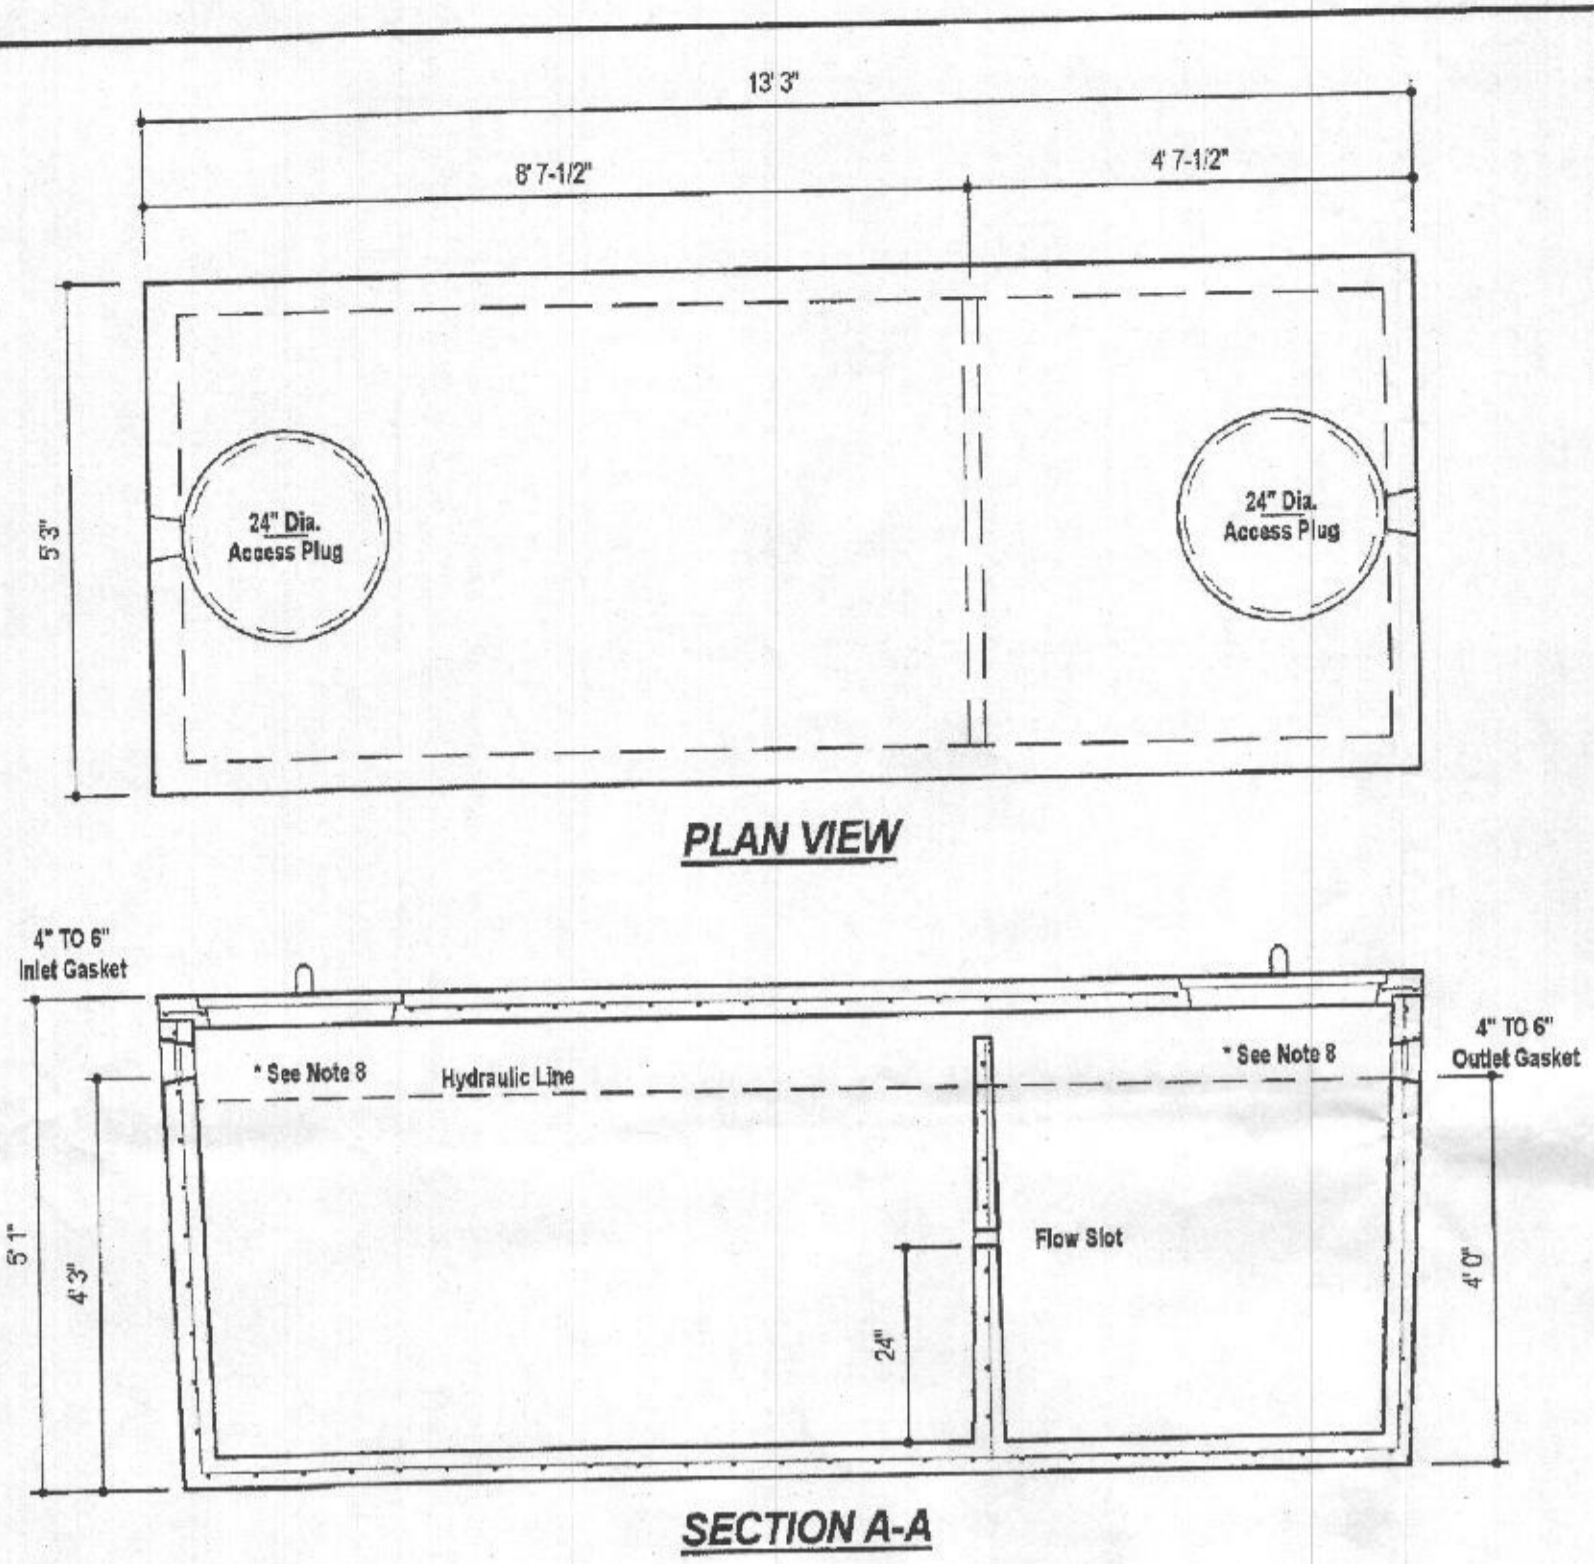 13' 3"
8' 7-1/2"
4' 7-1/2"
5' 3"
24" Dia.
Access Plug
24" Dia.
Access Plug
PLAN VIEW
4" TO 6"
Inlet Gasket
* See Note 8
Hydraulic Line
* See Note 8
4" TO 6"
Outlet Gasket
5' 1"
4' 3"
24"
Flow Slot
4' 0"
SECTION A-A